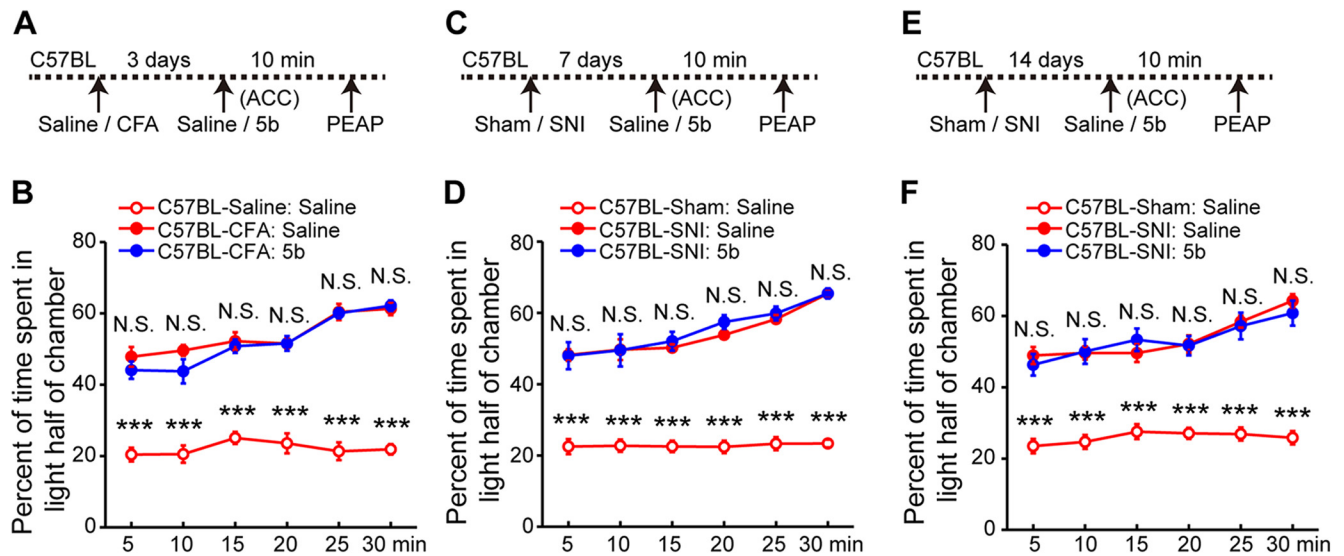 A
C57BL 3 days 10 min
(ACC)
Saline / CFA Saline / 5b PEAP
B
C57BL-Saline: Saline
C57BL-CFA: Saline
C57BL-CFA: 5b
Percent of time spent in
light half of chamber
80
60
40
20
0
N.S. N.S. N.S. N.S. N.S. N.S.
*** *** *** *** *** ***
5 10 15 20 25 30 min
C
C57BL 7 days 10 min
(ACC)
Sham / SNI Saline / 5b PEAP
D
C57BL-Sham: Saline
C57BL-SNI: Saline
C57BL-SNI: 5b
Percent of time spent in
light half of chamber
80
60
40
20
0
N.S. N.S. N.S. N.S. N.S. N.S.
*** *** *** *** *** ***
5 10 15 20 25 30 min
E
C57BL 14 days 10 min
(ACC)
Sham / SNI Saline / 5b PEAP
F
C57BL-Sham: Saline
C57BL-SNI: Saline
C57BL-SNI: 5b
Percent of time spent in
light half of chamber
80
60
40
20
0
N.S. N.S. N.S. N.S. N.S. N.S.
*** *** *** *** *** ***
5 10 15 20 25 30 min